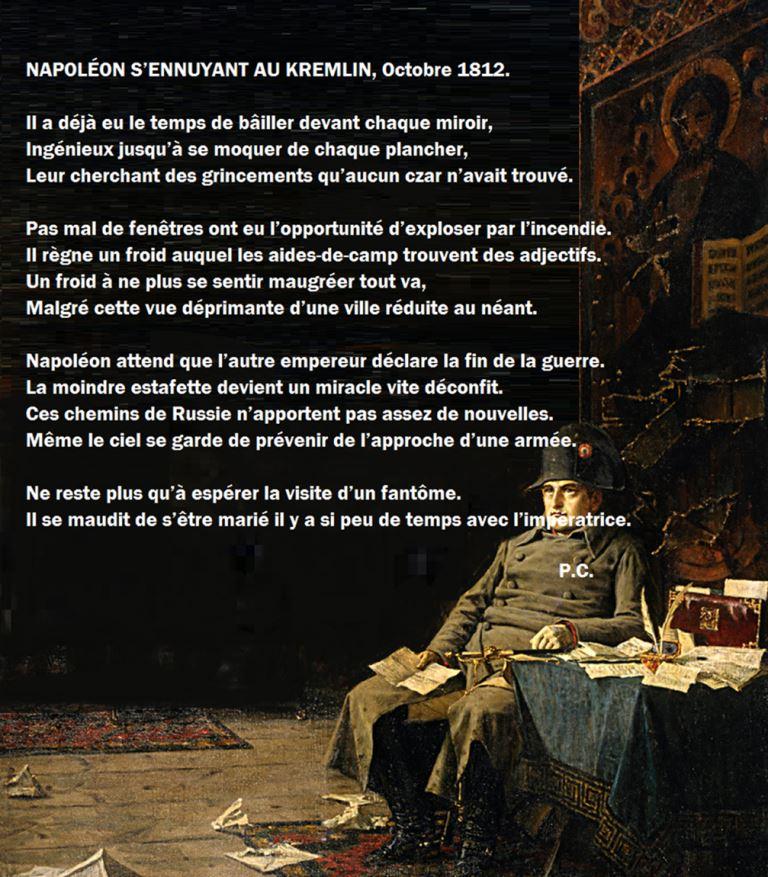 NAPOLÉON S’ENNUYANT AU KREMLIN, Octobre 1812.
Il a déjà eu le temps de bâiller devant chaque miroir,
Ingénieux jusqu’à se moquer de chaque plancher,
Leur cherchant des grincements qu’aucun czar n’avait trouvé.
Pas mal de fenêtres ont eu l’opportunité d’exploser par l’incendie.
Il règne un froid auquel les aides-de-camp trouvent des adjectifs.
Un froid à ne plus se sentir maugréer tout va,
Malgré cette vue déprimante d’une ville réduite au néant.
Napoléon attend que l’autre empereur déclare la fin de la guerre.
La moindre estafette devient un miracle vite déconfit.
Ces chemins de Russie n’apportent pas assez de nouvelles.
Même le ciel se garde de prévenir de l’approche d’une armée.
Ne reste plus qu’à espérer la visite d’un fantôme.
Il se maudit de s’être marié il y a si peu de temps avec l’impératrice.
P.C.